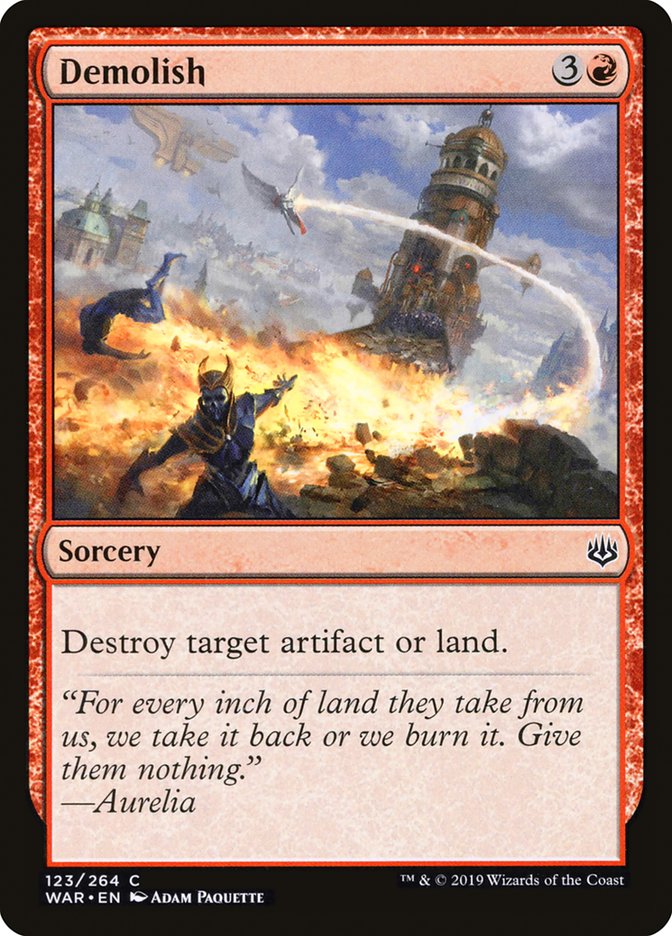 Demolish 3
Sorcery
Destroy target artifact or land.
“For every inch of land they take from
us, we take it back or we burn it. Give
them nothing.”
—Aurelia
123/264 C
WAR • EN Adam Paquette
™ & © 2019 Wizards of the Coast